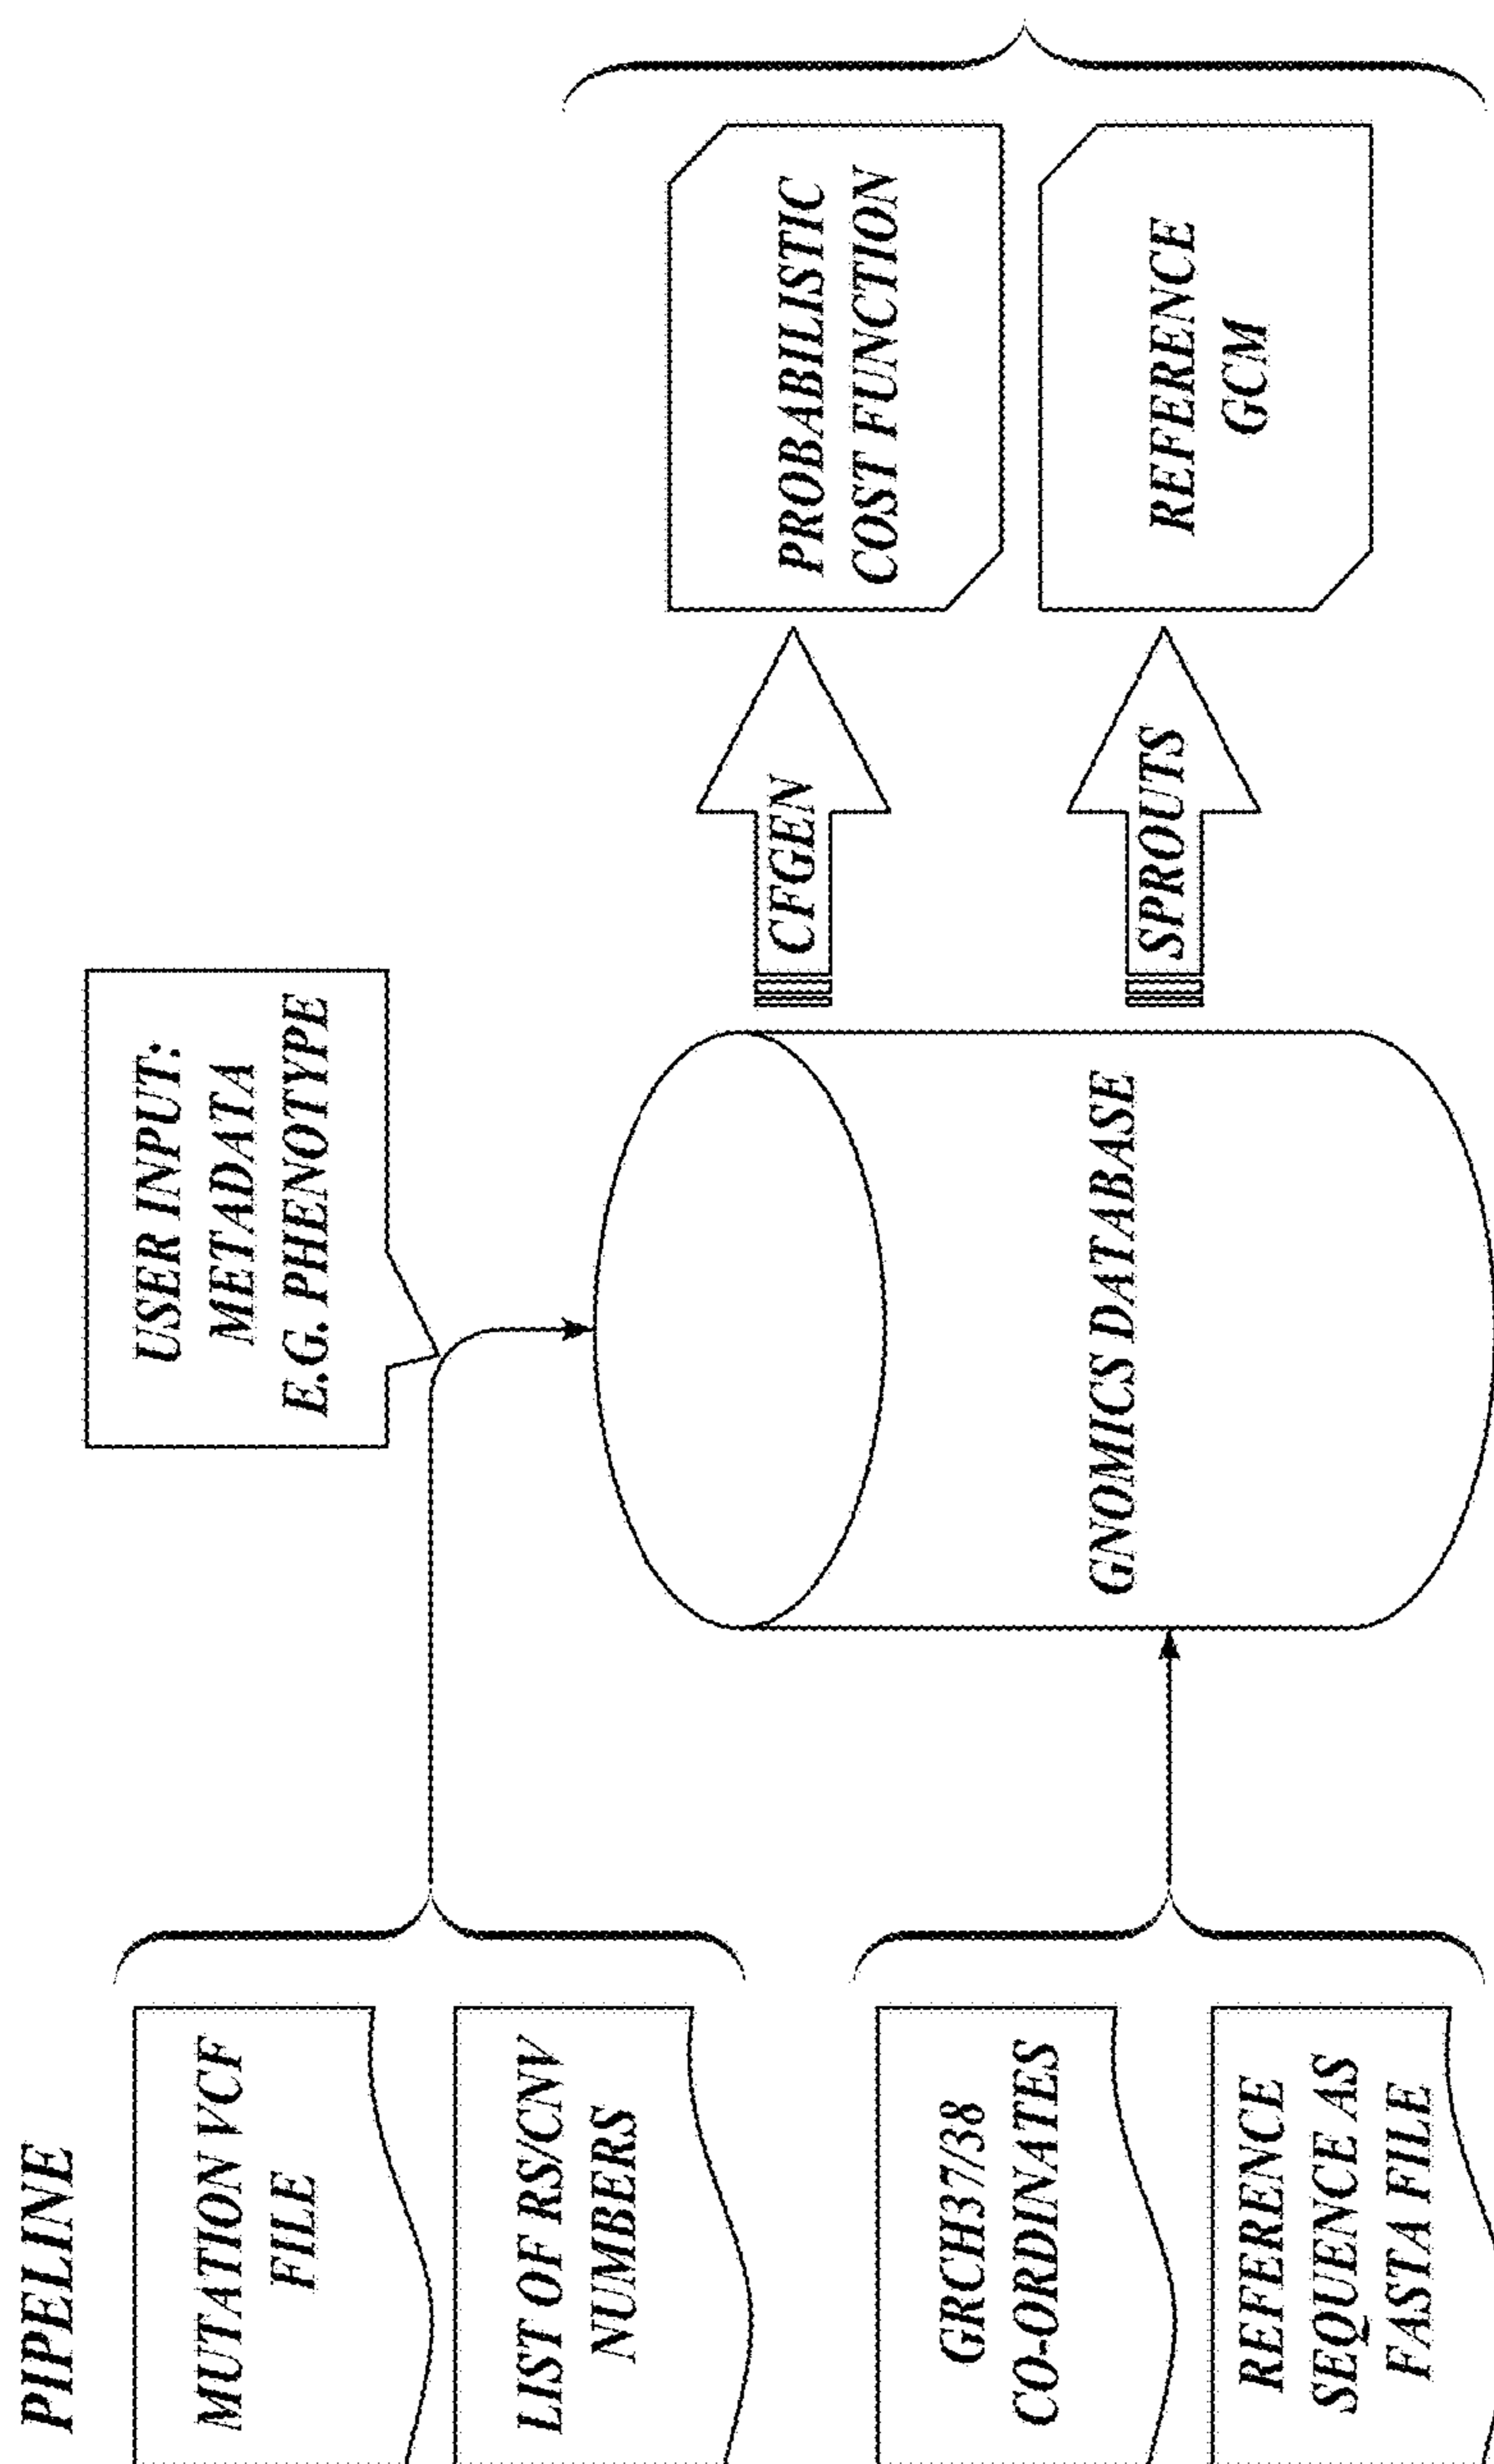 PIPELINE
MUTATION VCF
FILE
LIST OF RS/CNV
NUMBERS
GRCH37/38
CO-ORDINATES
REFERENCE
SEQUENCE AS
FASTA FILE
USER INPUT:
METADATA
E.G. PHENOTYPE
GNOMICS DATABASE
CFGEN
SPROUTS
PROBABILISTIC
COST FUNCTION
REFERENCE
GCM